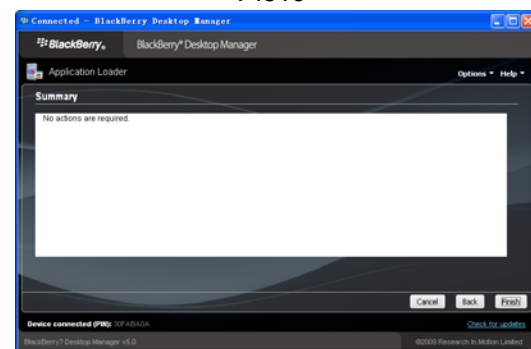 Connected - BlackBerry Desktop Manager
BlackBerry® BlackBerry® Desktop Manager
Application Loader Options Help
Summary
No actions are required.
Cancel Back Finish
Device connected (PIN): 30FABA0A Check for updates
BlackBerry? Desktop Manager v5.0 ©2009 Research In Motion Limited